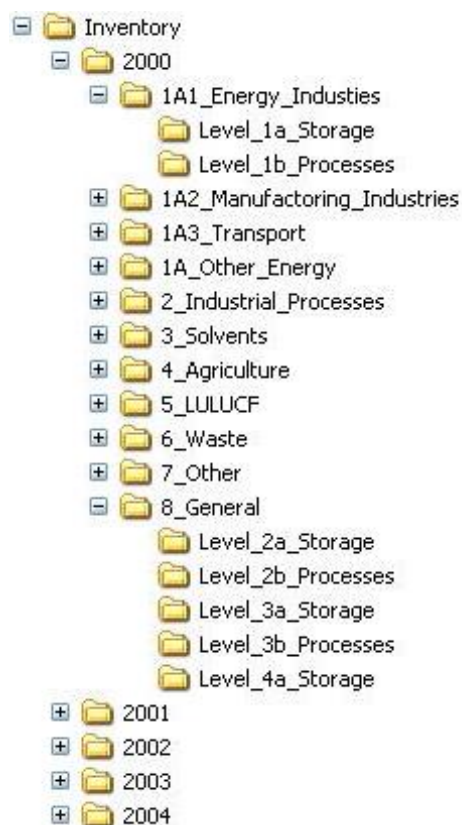 Inventory
2000
1A1_Energy_Industies
Level_1a_Storage
Level_1b_Processes
1A2_Manufactoring_Industries
1A3_Transport
1A_Other_Energy
2_Industrial_Processes
3_Solvents
4_Agriculture
5_LULUCF
6_Waste
7_Other
8_General
Level_2a_Storage
Level_2b_Processes
Level_3a_Storage
Level_3b_Processes
Level_4a_Storage
2001
2002
2003
2004